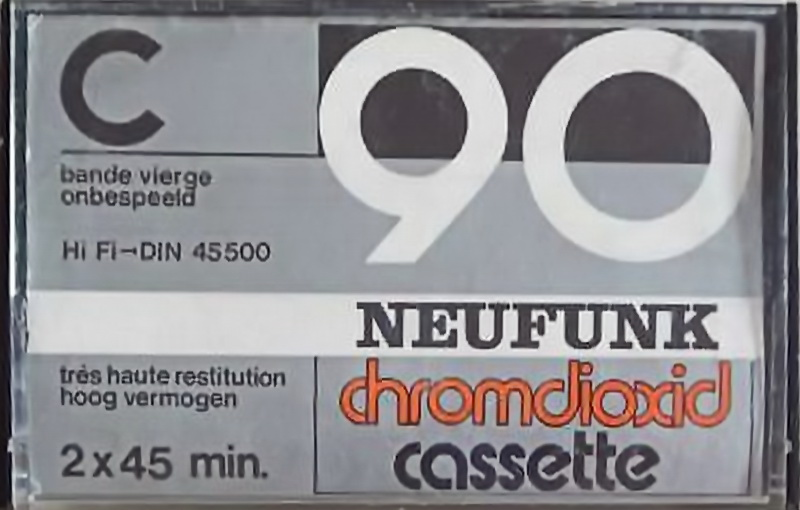 C 90
bande vierge
onbespeeld
Hi Fi-DIN 45500
NEUFUNK
très haute restitution
hoog vermogen
chromdioxid
2x45 min.
cassette